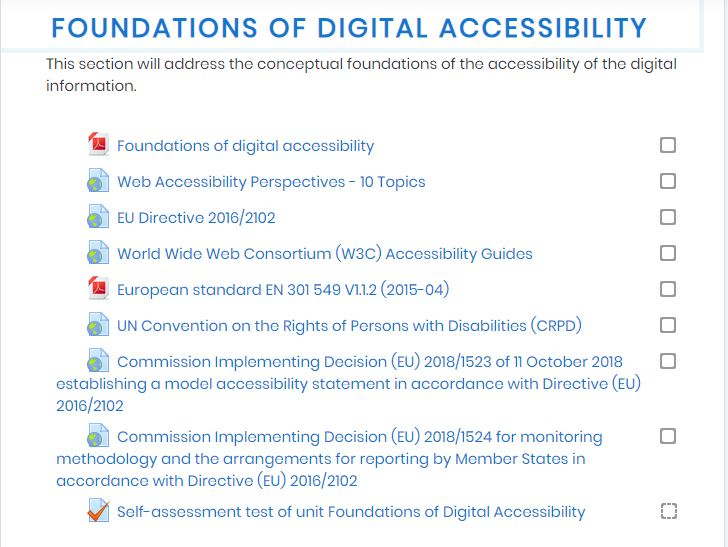 FOUNDATIONS OF DIGITAL ACCESSIBILITY
This section will address the conceptual foundations of the accessibility of the digital
information.
Foundations of digital accessibility
Web Accessibility Perspectives - 10 Topics
EU Directive 2016/2102
World Wide Web Consortium (W3C) Accessibility Guides
European standard EN 301 549 V1.1.2 (2015-04)
UN Convention on the Rights of Persons with Disabilities (CRPD)
Commission Implementing Decision (EU) 2018/1523 of 11 October 2018
establishing a model accessibility statement in accordance with Directive (EU)
2016/2102
Commission Implementing Decision (EU) 2018/1524 for monitoring
methodology and the arrangements for reporting by Member States in
accordance with Directive (EU) 2016/2102
Self-assessment test of unit Foundations of Digital Accessibility